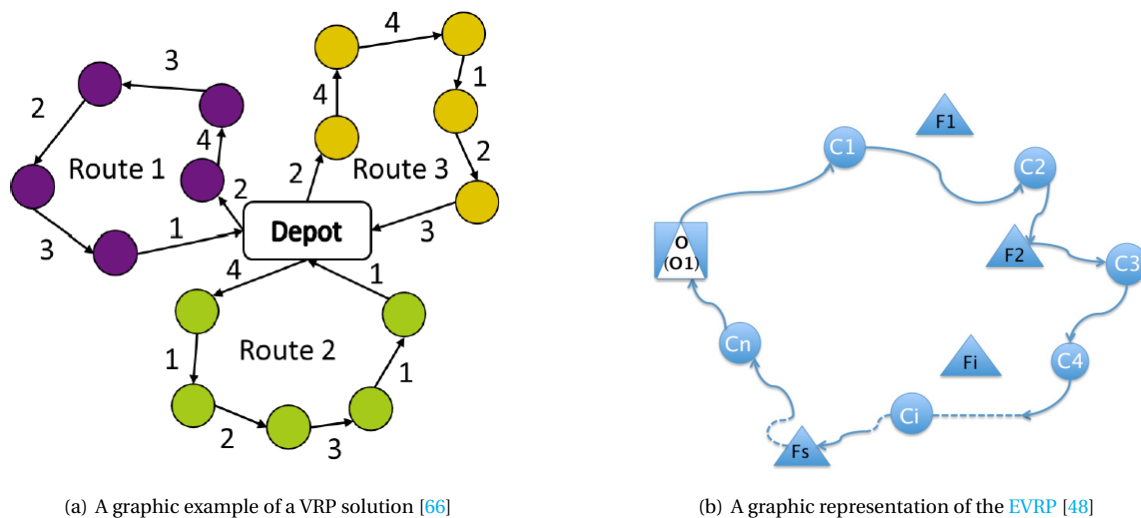 4
3
4
1
2
4
4
2
Route 1
Route 3
2
2
Depot
3
1
3
4
1
1
Route 2
1
2
3
F1
C1
C2
O
(O1)
F2
C3
Cn
Fi
C4
Ci
Fs
(a) A graphic example of a VRP solution [66]
(b) A graphic representation of the EVRP [48]